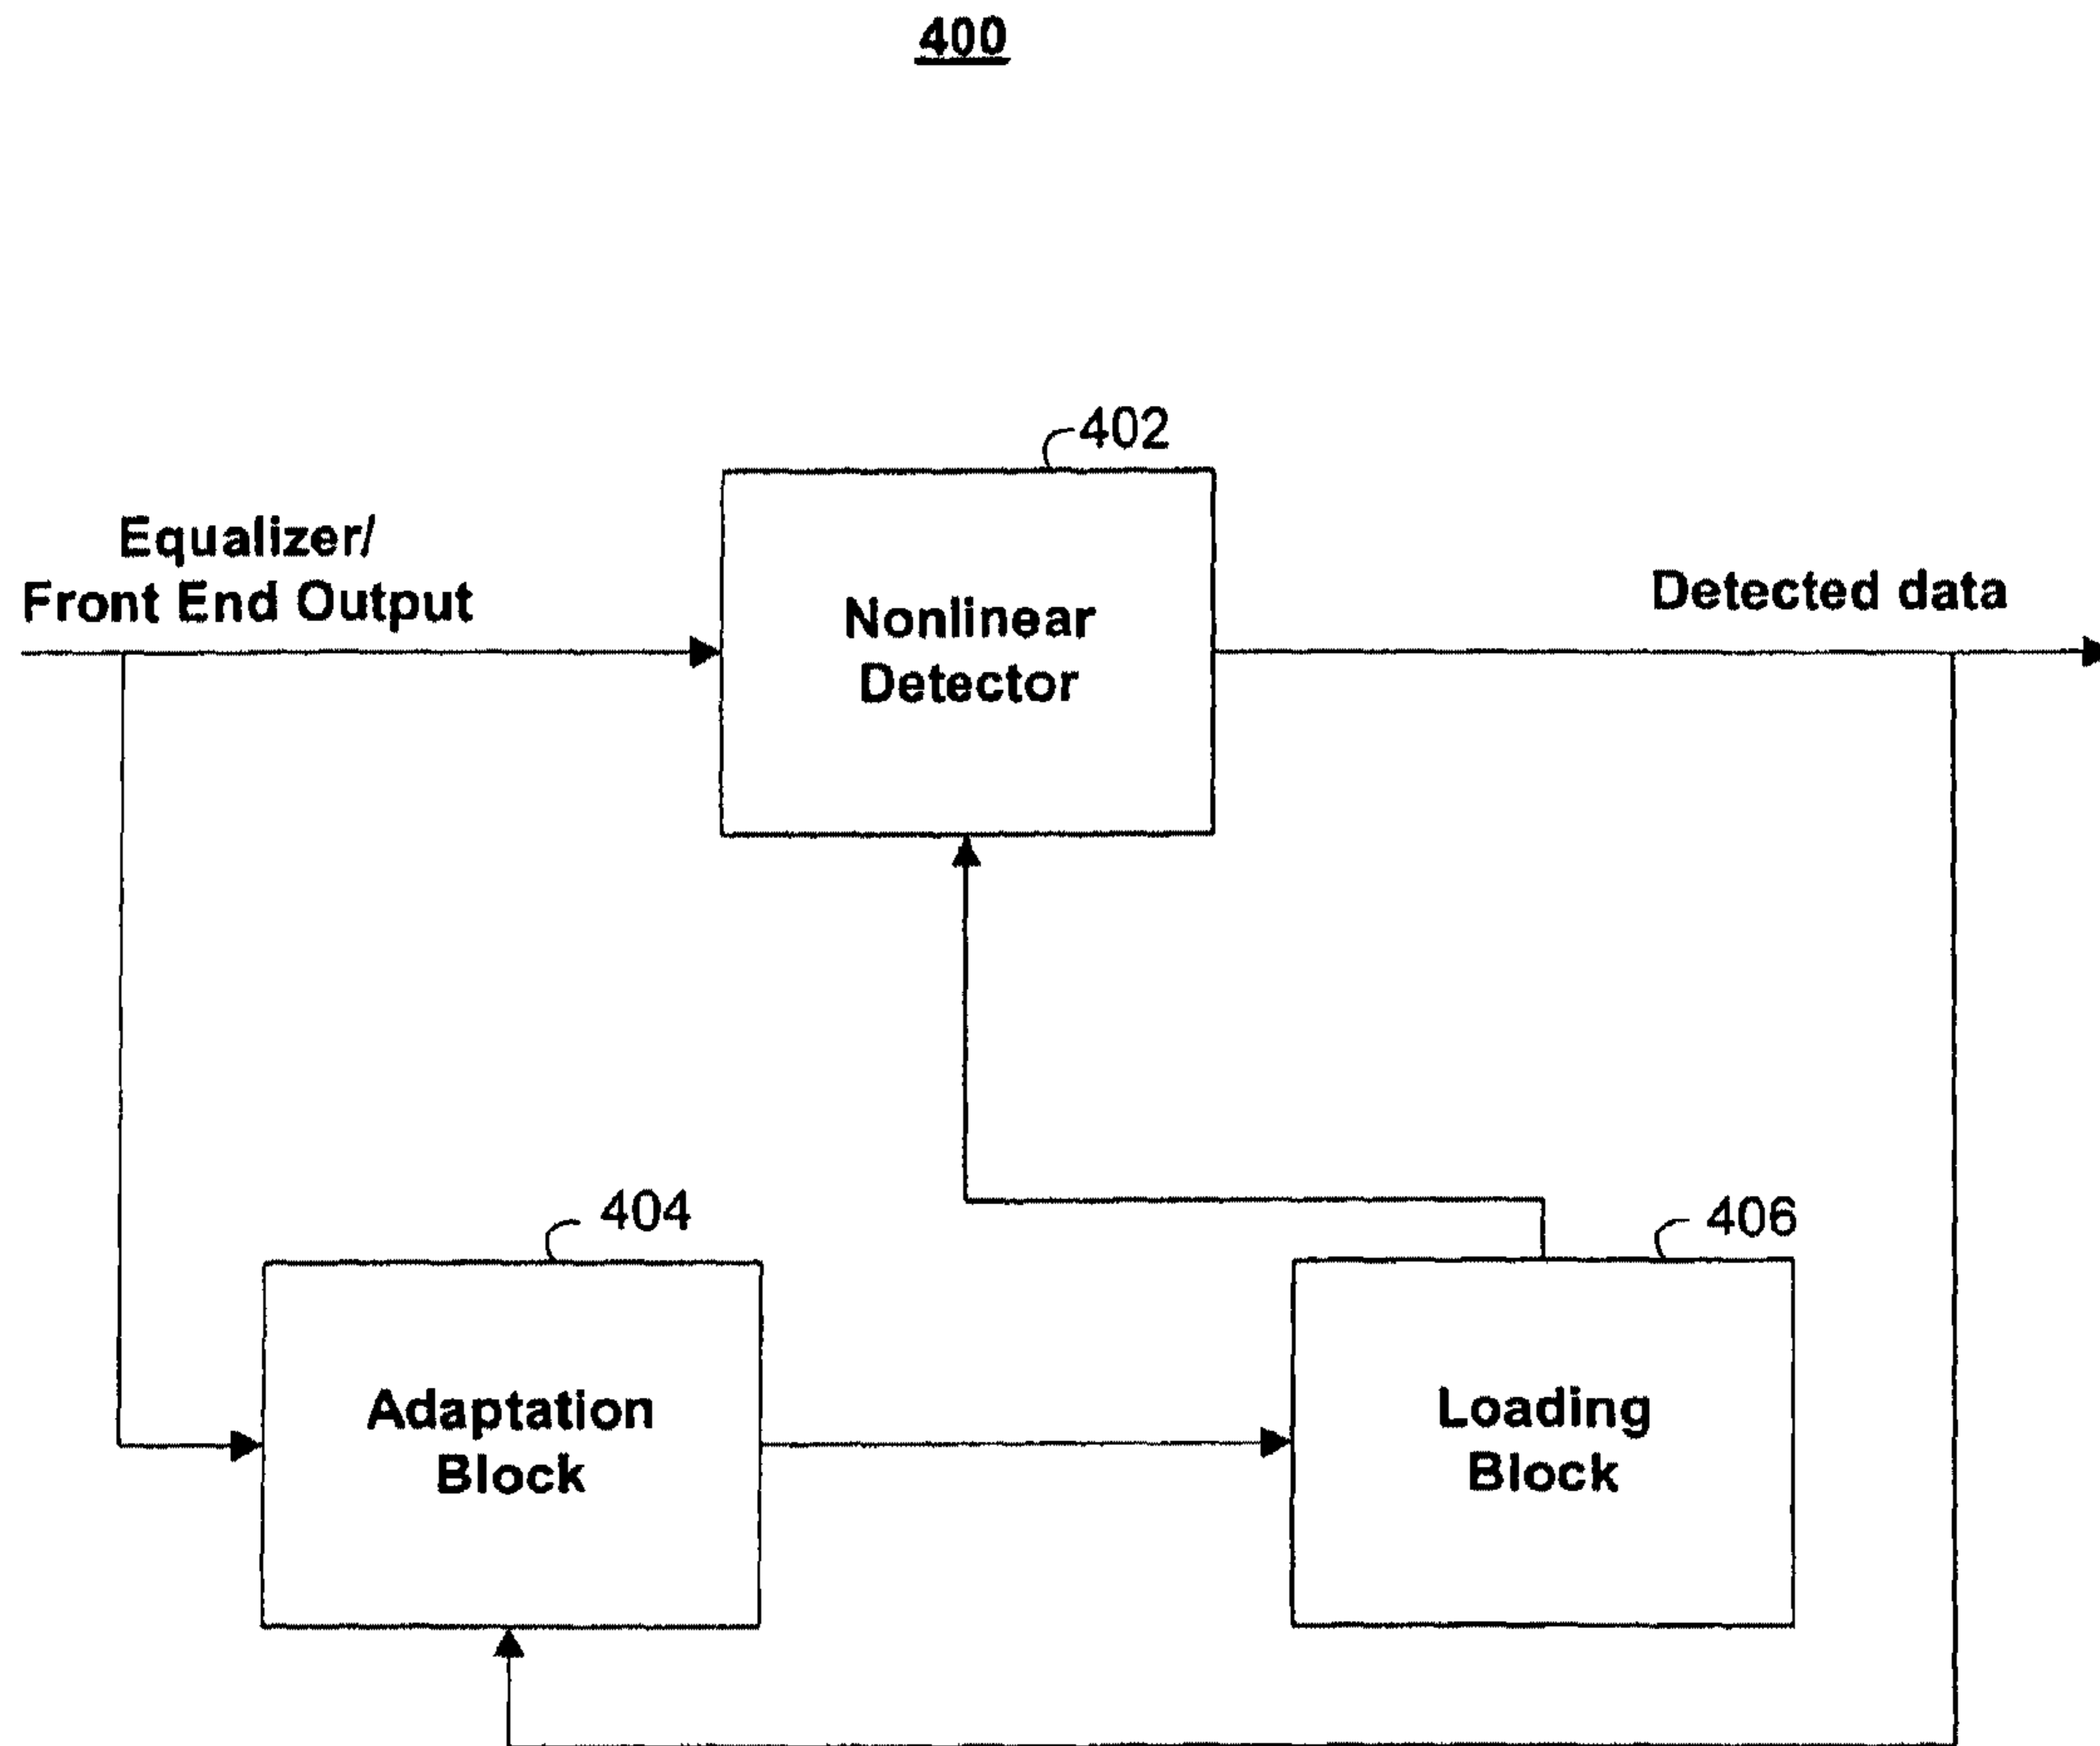 400
402
Equalizer/
Front End Output
Nonlinear
Detector
Detected data
404
406
Adaptation
Block
Loading
Block